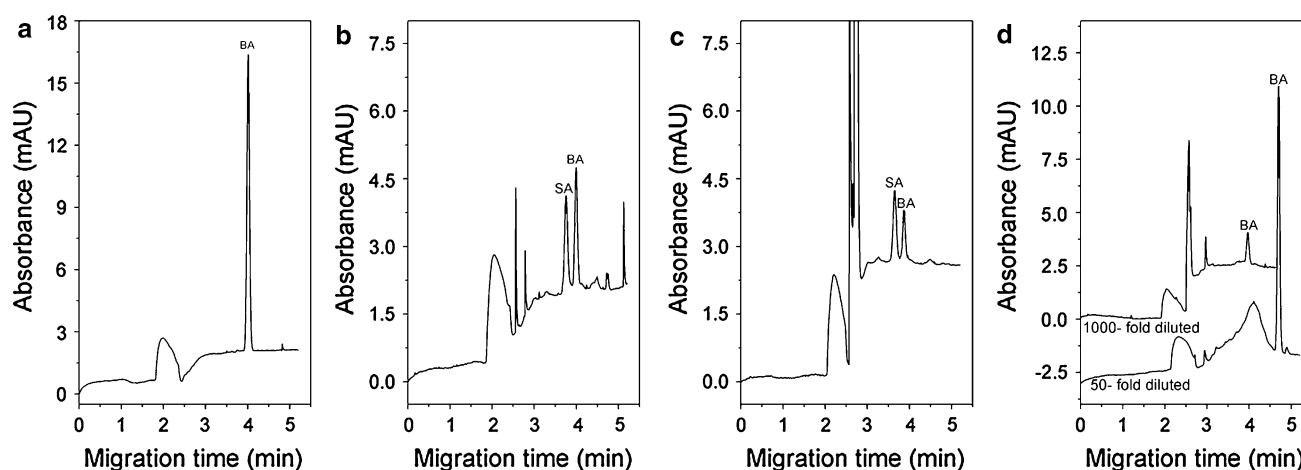 a
Absorbance (mAU)
18
15
12
9
6
3
0
BA
0 1 2 3 4 5
Migration time (min)
b
Absorbance (mAU)
7.5
6.0
4.5
3.0
1.5
0.0
SA
BA
0 1 2 3 4 5
Migration time (min)
c
Absorbance (mAU)
7.5
6.0
4.5
3.0
1.5
0.0
SA
BA
0 1 2 3 4 5
Migration time (min)
d
Absorbance (mAU)
12.5
10.0
7.5
5.0
2.5
0.0
-2.5
BA
BA
1000- fold diluted
50- fold diluted
0 1 2 3 4 5
Migration time (min)